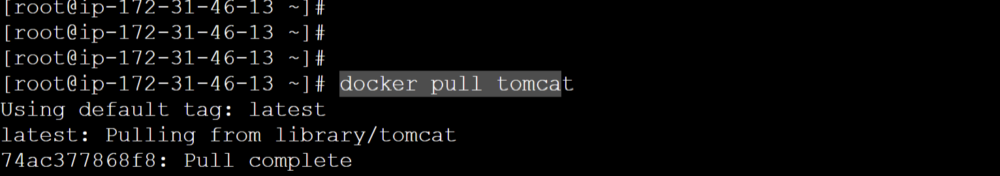 [root@ip-172-31-46-13 ~]#
[root@ip-172-31-46-13 ~]#
[root@ip-172-31-46-13 ~]#
[root@ip-172-31-46-13 ~]# docker pull tomcat
Using default tag: latest
latest: Pulling from library/tomcat
74ac377868f8: Pull complete